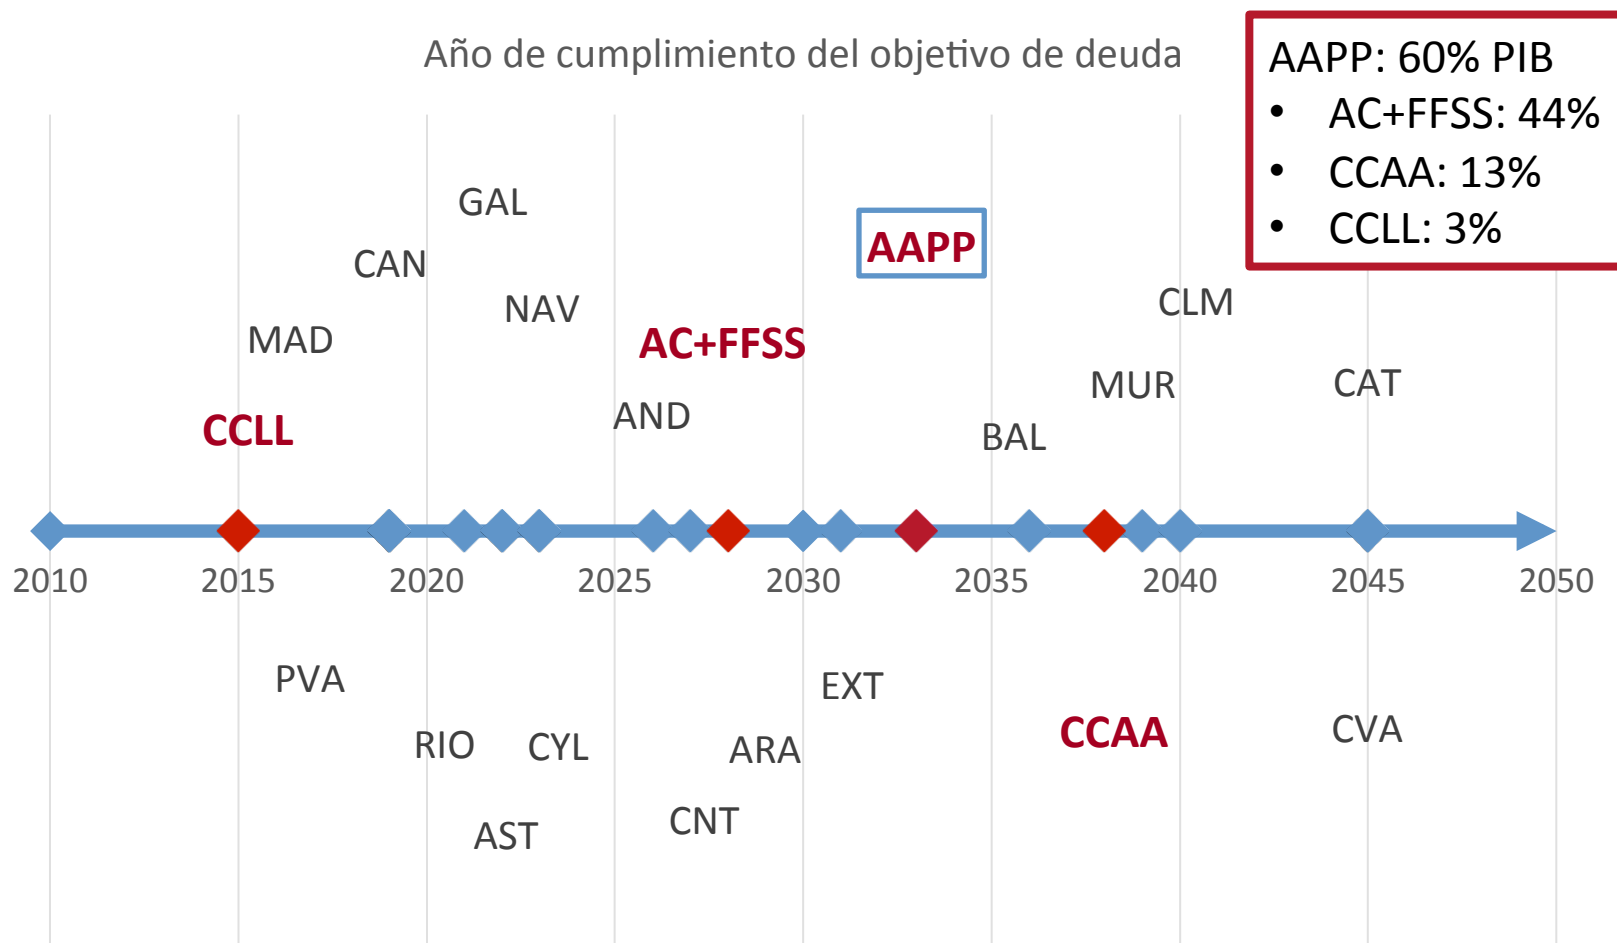 Año de cumplimiento del objetivo de deuda
AAPP: 60% PIB
• AC+FFSS: 44%
• CCAA: 13%
• CCLL: 3%
GAL
AAPP
CAN
NAV
CLM
MAD
AC+FFSS
MUR
CAT
AND
CCLL
BAL
2010 2015 2020 2025 2030 2035 2040 2045 2050
PVA
EXT
CCAA
CVA
RIO
CYL
ARA
CNT
AST